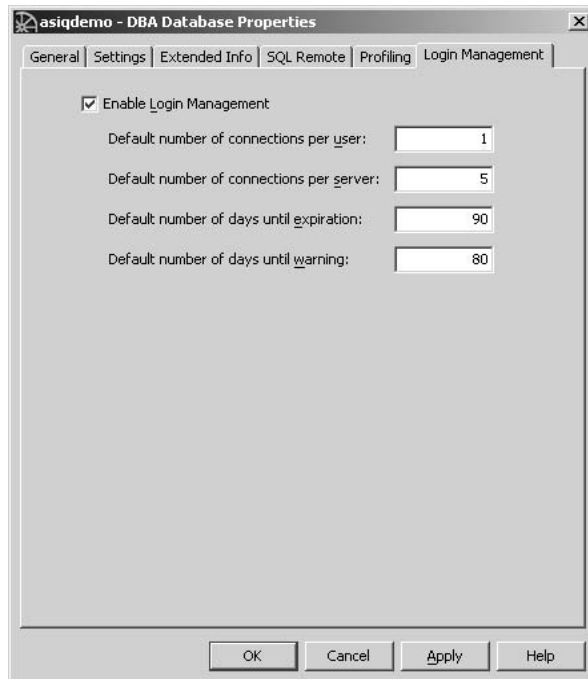 asiqdemo - DBA Database Properties
General Settings Extended Info SQL Remote Profiling Login Management
Enable Login Management
Default number of connections per user: 1
Default number of connections per server: 5
Default number of days until expiration: 90
Default number of days until warning: 80
OK Cancel Apply Help